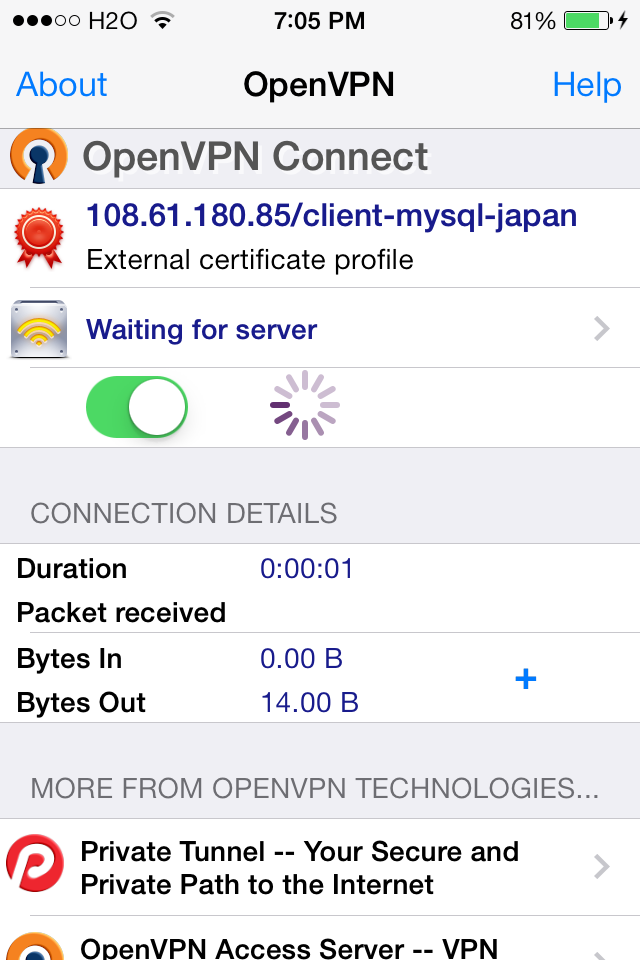 H2O 7:05 PM 81%
About OpenVPN Help
OpenVPN Connect
108.61.180.85/client-mysql-japan
External certificate profile
Waiting for server
CONNECTION DETAILS
Duration 0:00:01
Packet received
Bytes In 0.00 B
+
Bytes Out 14.00 B
MORE FROM OPENVPN TECHNOLOGIES...
Private Tunnel -- Your Secure and
Private Path to the Internet
OpenVPN Access Server -- VPN